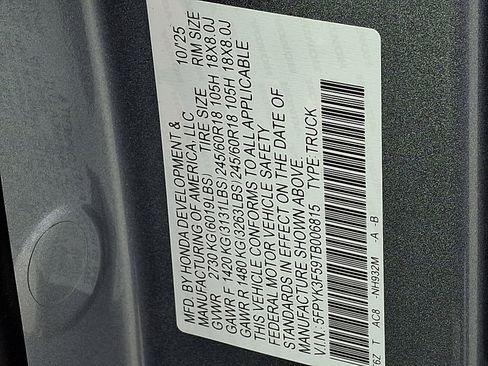 MFD. BY HONDA DEVELOPMENT & 10/25
MANUFACTURING OF AMERICA, LLC
TIRE SIZE RIM SIZE
GVWR 2730 KG(6019LBS)
GAWR F 1420 KG(3131LBS) 245/60R18 105H 18X8.0J
GAWR R 1480 KG(3263LBS) 245/60R18 105H 18X8.0J
THIS VEHICLE CONFORMS TO ALL APPLICABLE
FEDERAL MOTOR VEHICLE SAFETY
STANDARDS IN EFFECT ON THE DATE OF
MANUFACTURE SHOWN ABOVE.
V.I.N: 5FPYK3F59TB006815 TYPE:TRUCK
T6Z T AC8 -NH932M -A -B